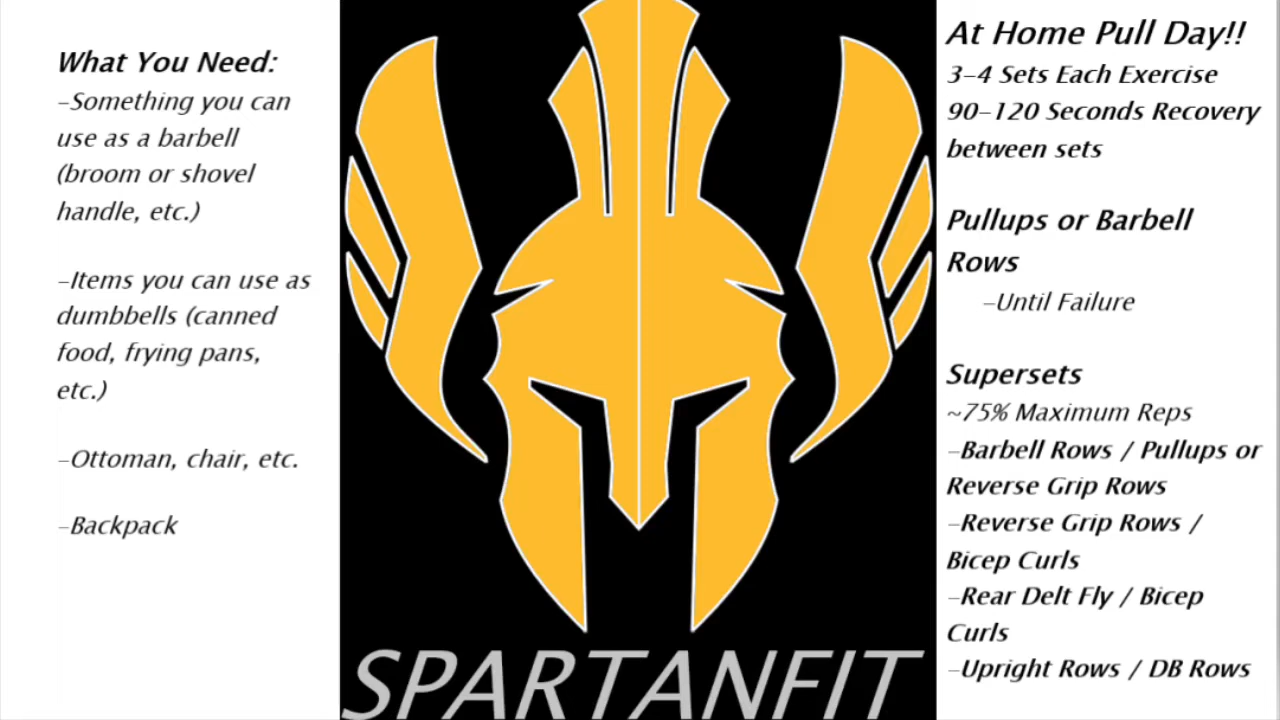 What You Need:
-Something you can
use as a barbell
(broom or shovel
handle, etc.)
-Items you can use as
dumbbells (canned
food, frying pans,
etc.)
-Ottoman, chair, etc.
-Backpack
SPARTANFIT
At Home Pull Day!!
3-4 Sets Each Exercise
90-120 Seconds Recovery
between sets
Pullups or Barbell
Rows
-Until Failure
Supersets
~75% Maximum Reps
-Barbell Rows / Pullups or
Reverse Grip Rows
-Reverse Grip Rows /
Bicep Curls
-Rear Delt Fly / Bicep
Curls
-Upright Rows / DB Rows